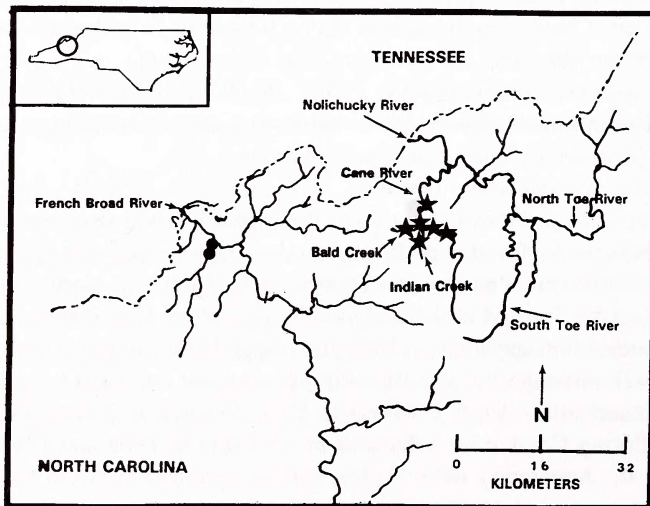 TENNESSEE
Nolichucky River
Cane River
French Broad River
North Toe River
Bald Creek
Indian Creek
South Toe River
N
NORTH CAROLINA
0 16 32
KILOMETERS